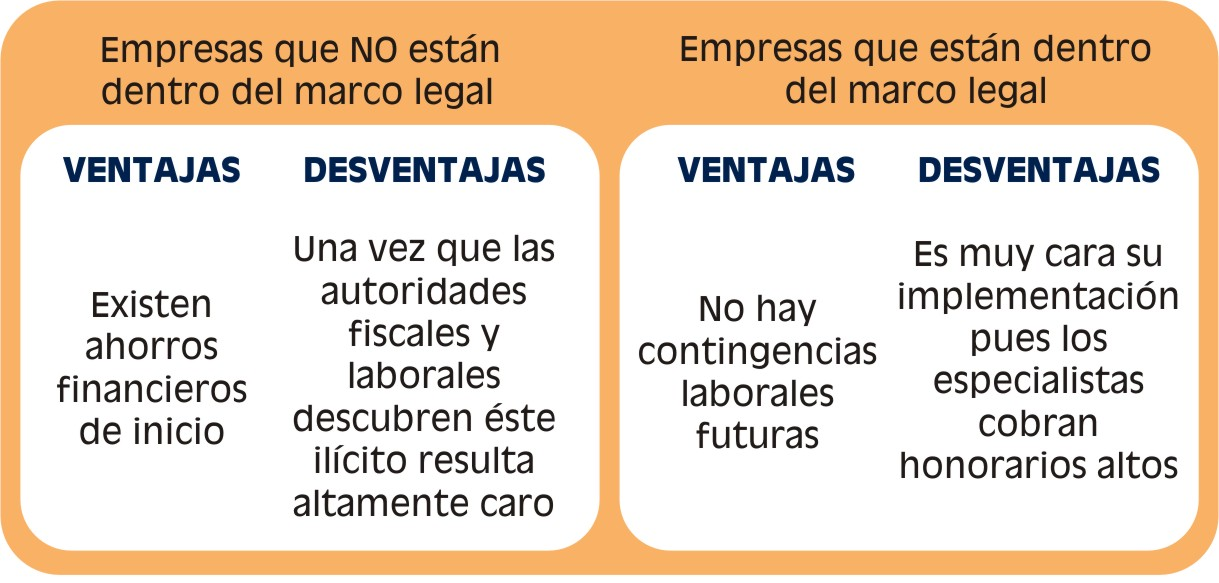 Empresas que NO están
dentro del marco legal
VENTAJAS
Existen
ahorros
financieros
de inicio
DESVENTAJAS
Una vez que las
autoridades
fiscales y
laborales
descubren éste
ilícito resulta
altamente caro
Empresas que están dentro
del marco legal
VENTAJAS
No hay
contingencias
laborales
futuras
DESVENTAJAS
Es muy cara su
implementación
pues los
especialistas
cobran
honorarios altos